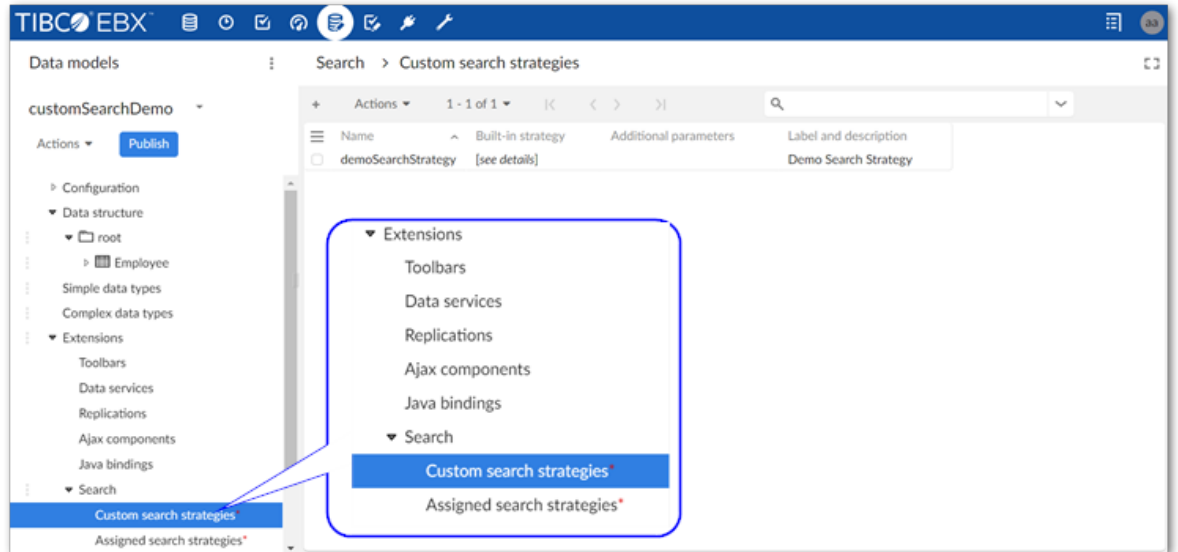 TIBCO EBX™
aa
Data models
Search > Custom search strategies
customSearchDemo
+ Actions 1 - 1 of 1
Actions Publish
Name Built-in strategy Additional parameters Label and description
demoSearchStrategy [see details] Demo Search Strategy
Configuration
Data structure
root
Employee
Simple data types
Complex data types
Extensions
Toolbars
Data services
Replications
Ajax components
Java bindings
Search
Custom search strategies*
Assigned search strategies*
Extensions
Toolbars
Data services
Replications
Ajax components
Java bindings
Search
Custom search strategies*
Assigned search strategies*